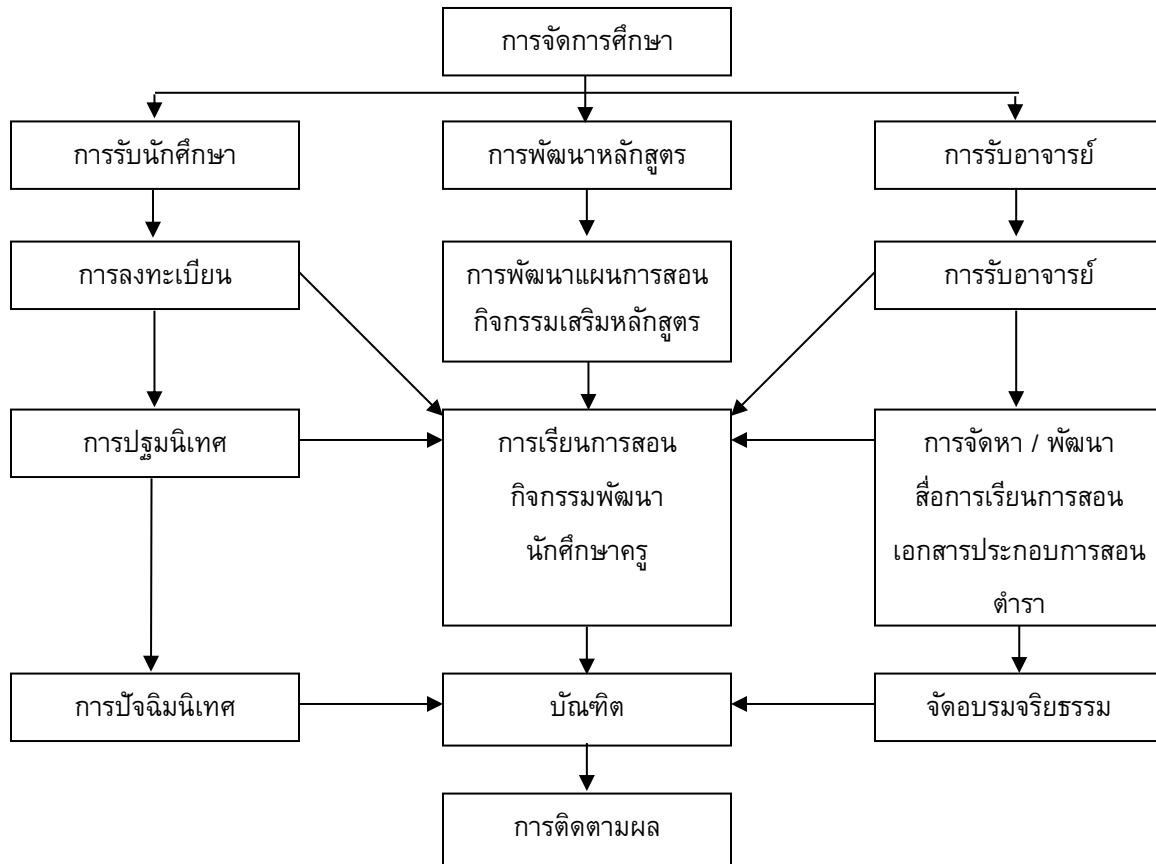 การจัดการศึกษา
การรับนักศึกษา
การพัฒนาหลักสูตร
การรับอาจารย์
การลงทะเบียน
การพัฒนาแผนการสอน
กิจกรรมเสริมหลักสูตร
การรับอาจารย์
การปฐมนิเทศ
การเรียนการสอน
กิจกรรมพัฒนา
นักศึกษาครู
การจัดหา / พัฒนา
สื่อการเรียนการสอน
เอกสารประกอบการสอน
ตำรา
การปัจฉิมนิเทศ
บัณฑิต
จัดอบรมจริยธรรม
การติดตามผล